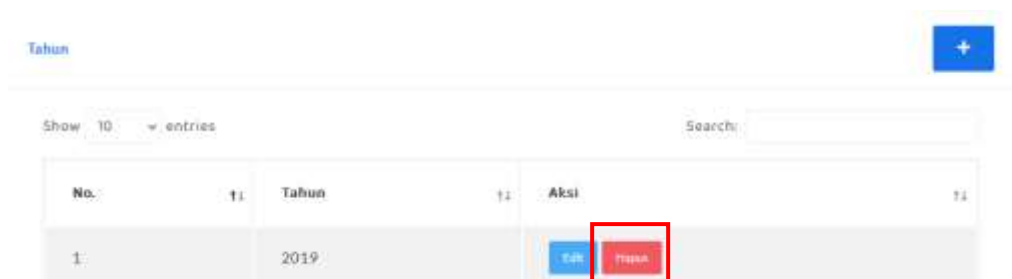 Tahun
+
Show 10 entries Search:
No. Tahun Aksi
1 2019 Edit Hapus